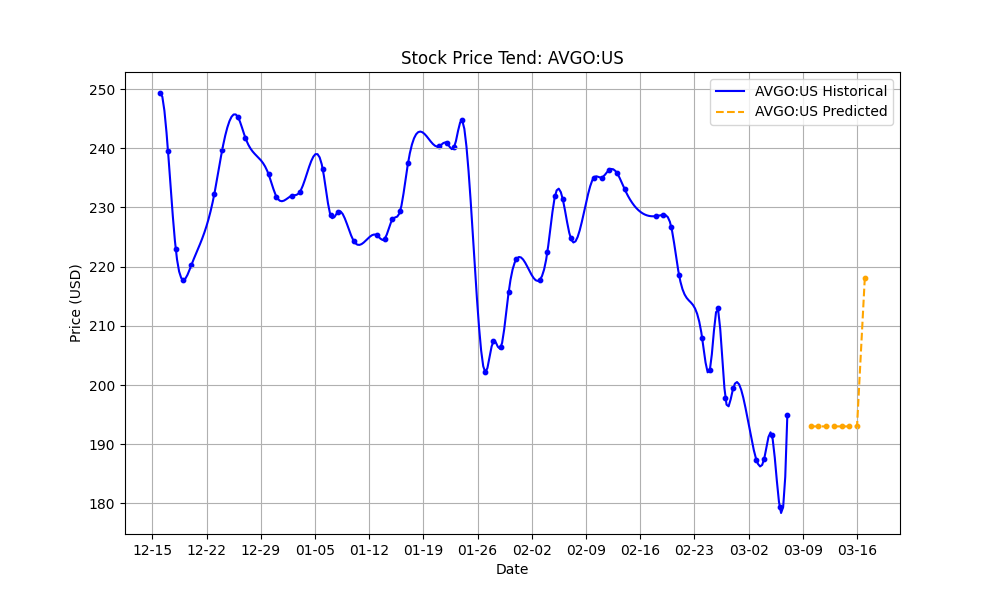 Stock Price Tend: AVGO:US
AVGO:US Historical
AVGO:US Predicted
Price (USD)
250
240
230
220
210
200
190
180
12-15 12-22 12-29 01-05 01-12 01-19 01-26 02-02 02-09 02-16 02-23 03-02 03-09 03-16
Date